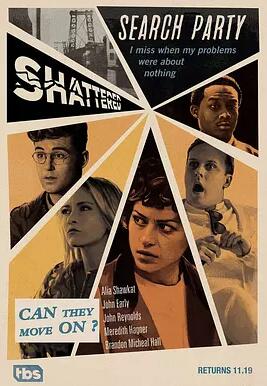 SEARCH PARTY
I miss when my problems
were about
nothing
SHATTERED
Alia Shawkat
John Early
John Reynolds
Meredith Hagner
Brandon Micheal Hall
CAN THEY
MOVE ON?
tbs
RETURNS 11.19